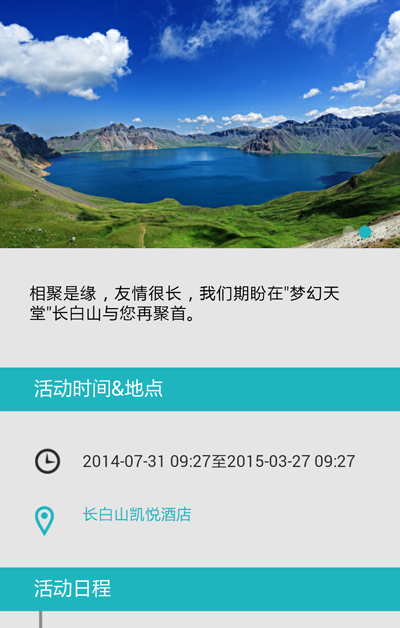 相聚是缘，友情很长，我们期盼在"梦幻天
堂"长白山与您再聚首。
活动时间&地点
2014-07-31 09:27至2015-03-27 09:27
长白山凯悦酒店
活动日程